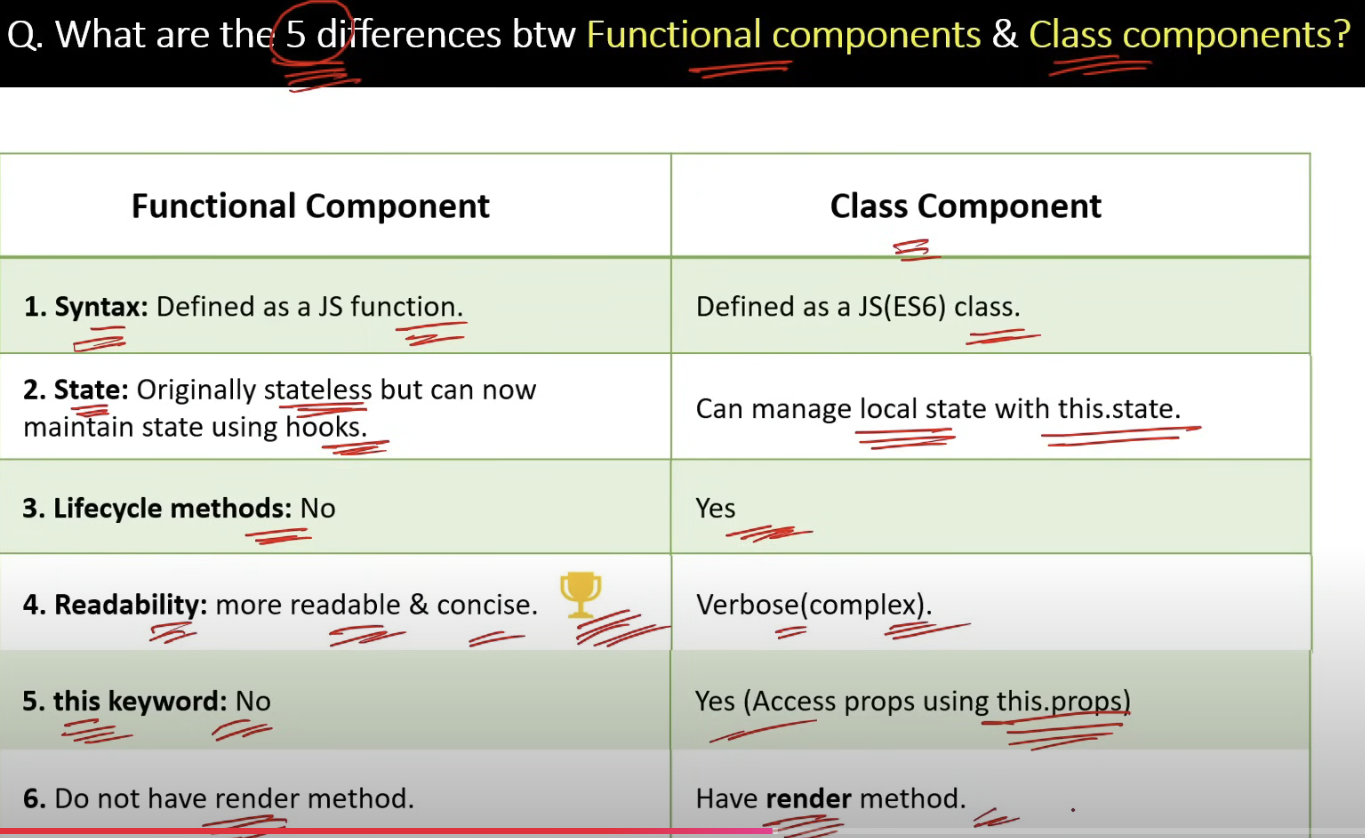 Q. What are the 5 differences btw Functional components & Class components?
Functional Component
Class Component
1. Syntax: Defined as a JS function.
Defined as a JS(ES6) class.
2. State: Originally stateless but can now
maintain state using hooks.
Can manage local state with this.state.
3. Lifecycle methods: No
Yes
4. Readability: more readable & concise.
Verbose(complex).
5. this keyword: No
Yes (Access props using this.props)
6. Do not have render method.
Have render method.